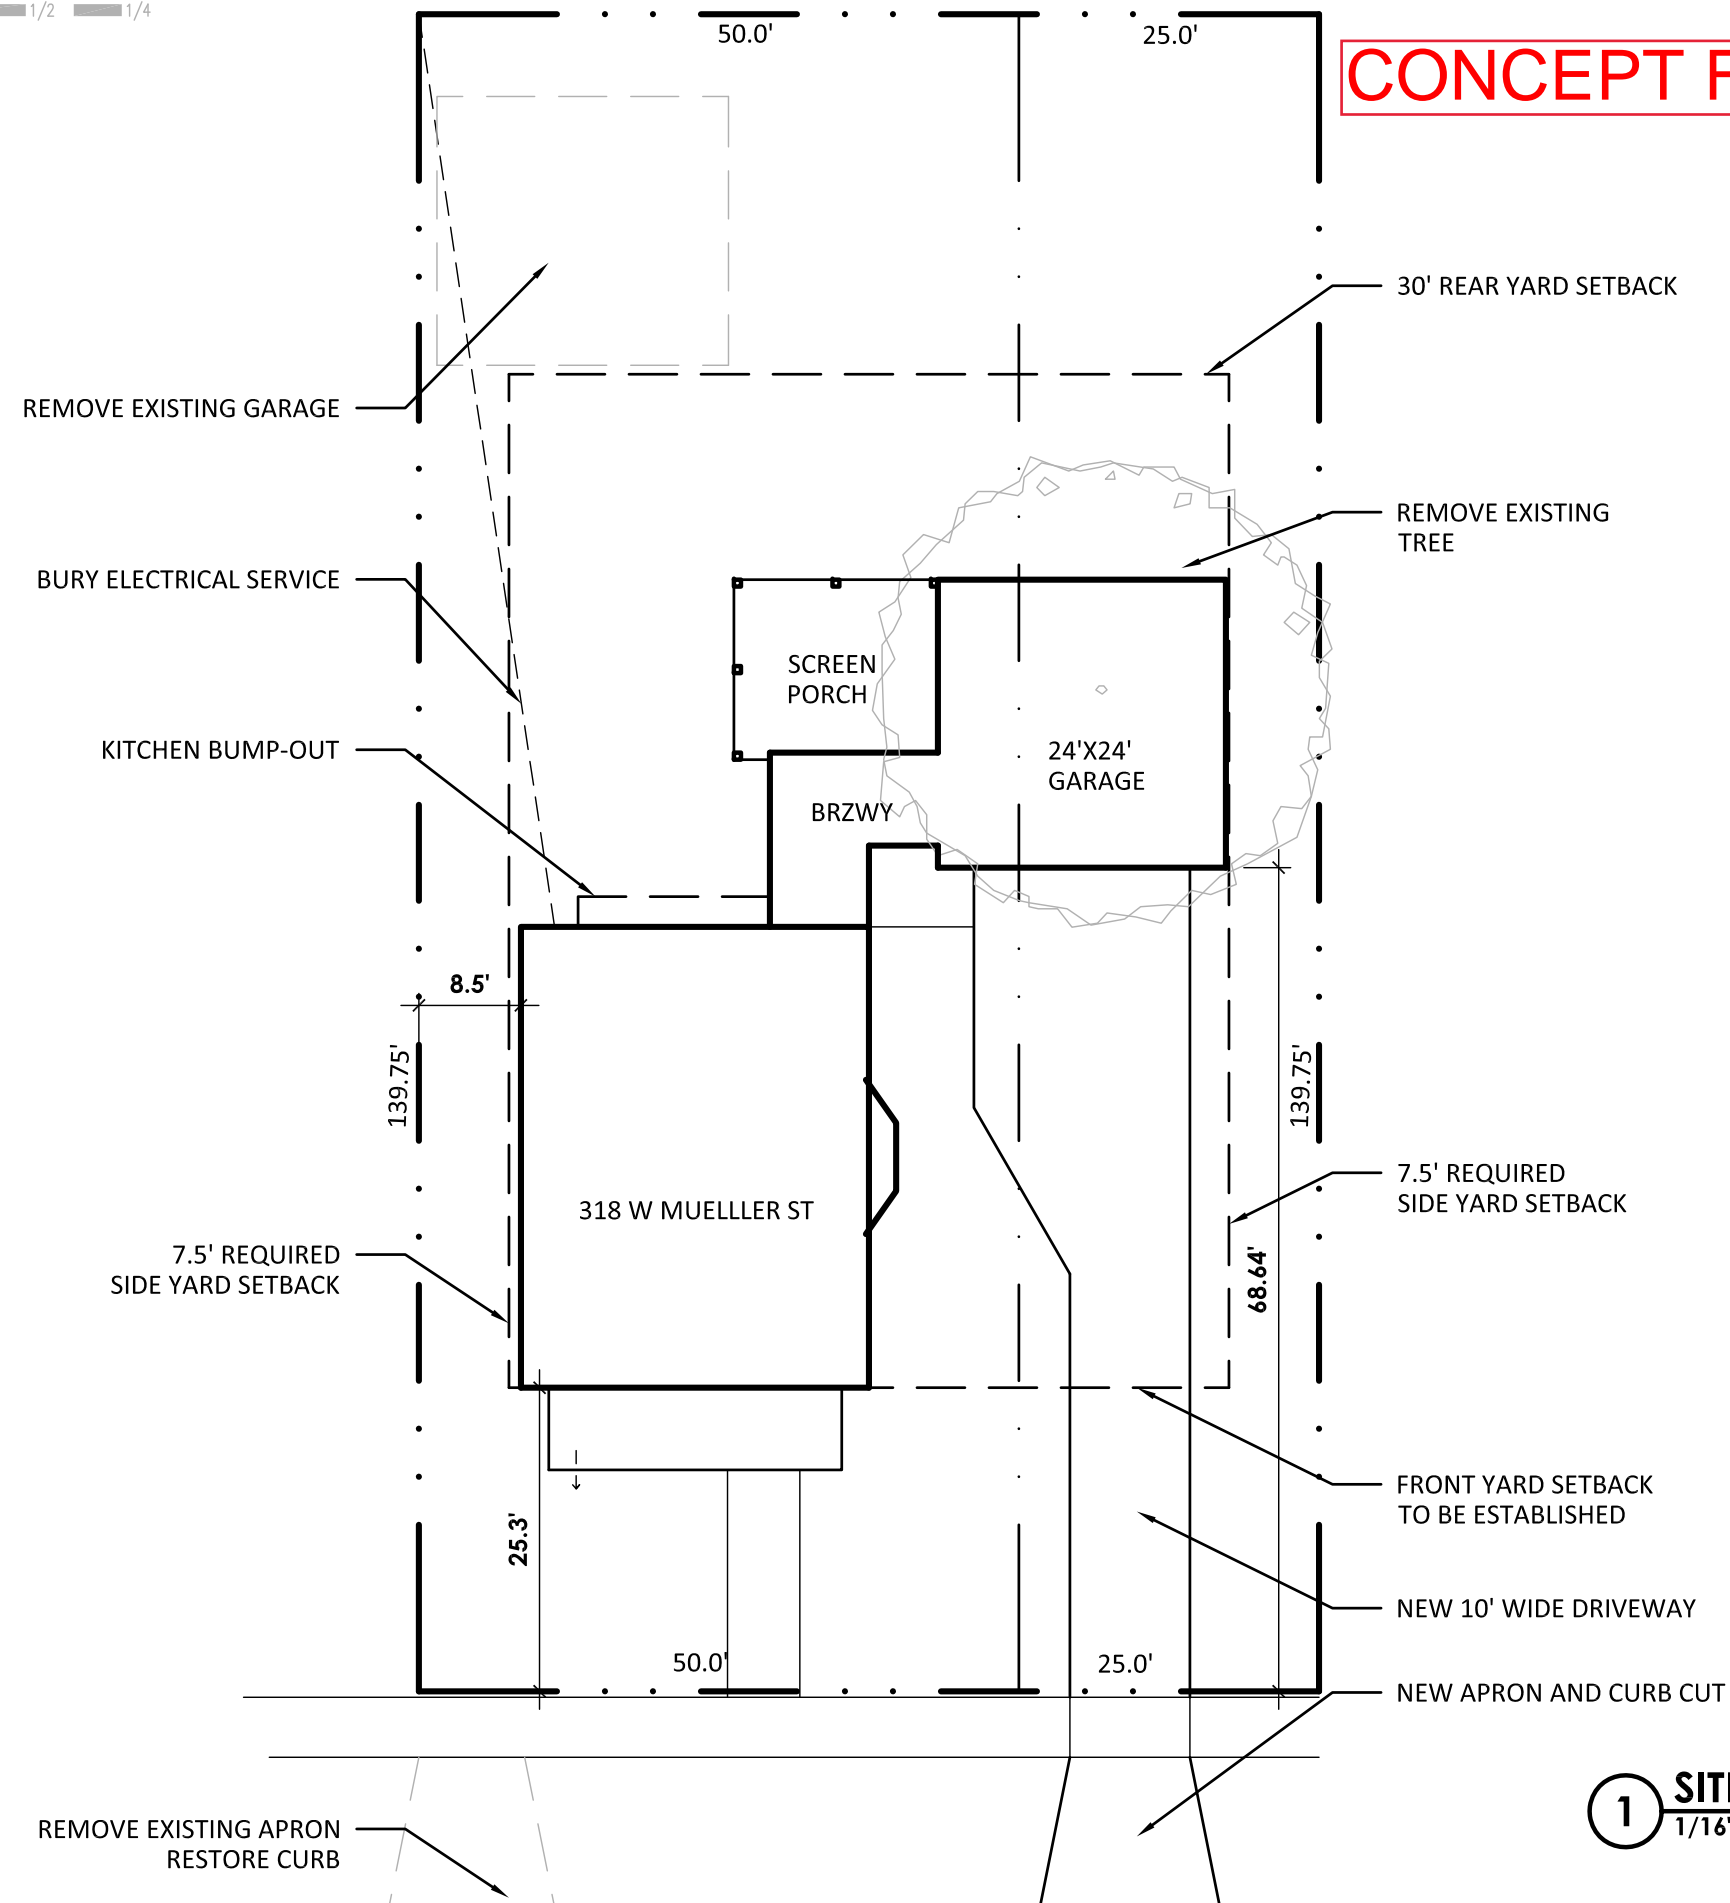 1/2 1/4
50.0'
25.0'
CONCEPT
30' REAR YARD SETBACK
REMOVE EXISTING GARAGE
REMOVE EXISTING
TREE
BURY ELECTRICAL SERVICE
SCREEN
PORCH
KITCHEN BUMP-OUT
24'X24'
GARAGE
BRZWY
8.5'
139.75'
139.75'
7.5' REQUIRED
SIDE YARD SETBACK
318 W MUELLLER ST
7.5' REQUIRED
SIDE YARD SETBACK
68.64'
FRONT YARD SETBACK
TO BE ESTABLISHED
25.3'
NEW 10' WIDE DRIVEWAY
50.0'
25.0'
NEW APRON AND CURB CUT
1
1/16"
REMOVE EXISTING APRON
RESTORE CURB